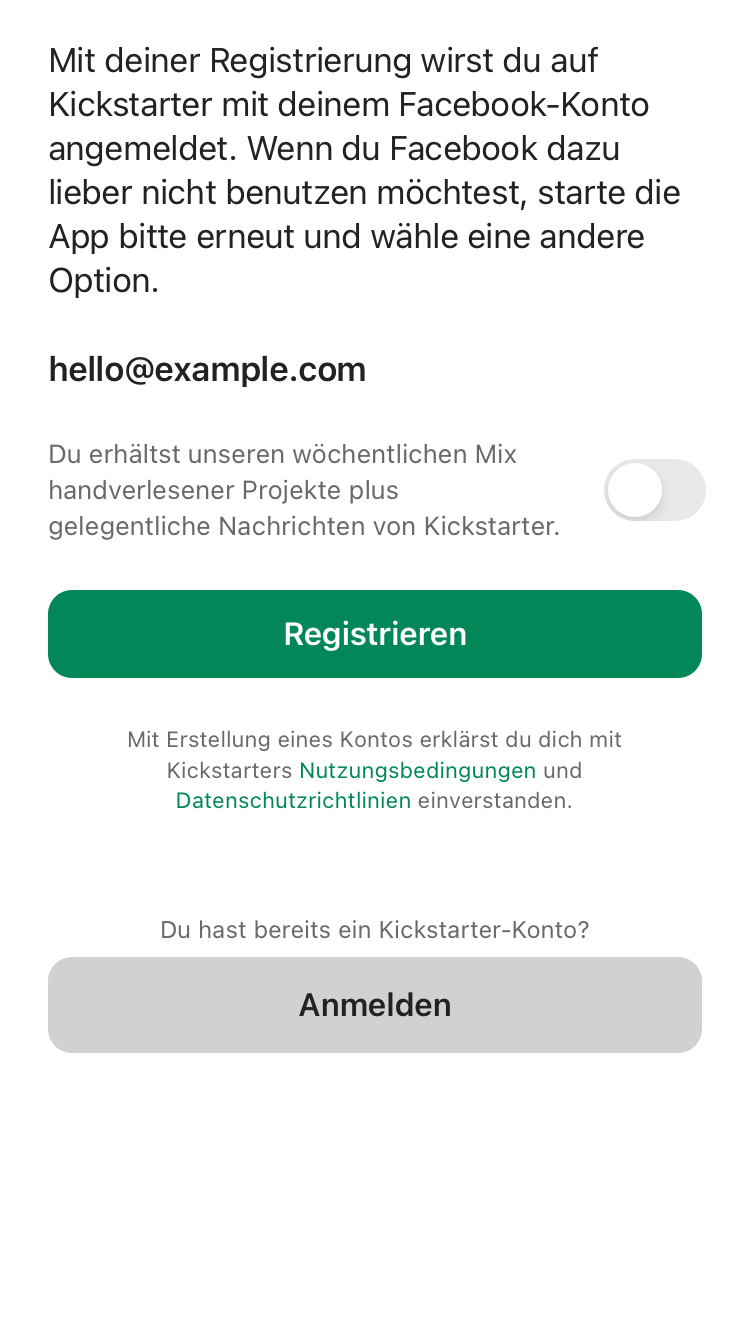 Mit deiner Registrierung wirst du auf
Kickstarter mit deinem Facebook-Konto
angemeldet. Wenn du Facebook dazu
lieber nicht benutzen möchtest, starte die
App bitte erneut und wähle eine andere
Option.
hello@example.com
Du erhältst unseren wöchentlichen Mix
handverlesener Projekte plus
gelegentliche Nachrichten von Kickstarter.
Registrieren
Mit Erstellung eines Kontos erklärst du dich mit
Kickstarters Nutzungsbedingungen und
Datenschutzrichtlinien einverstanden.
Du hast bereits ein Kickstarter-Konto?
Anmelden